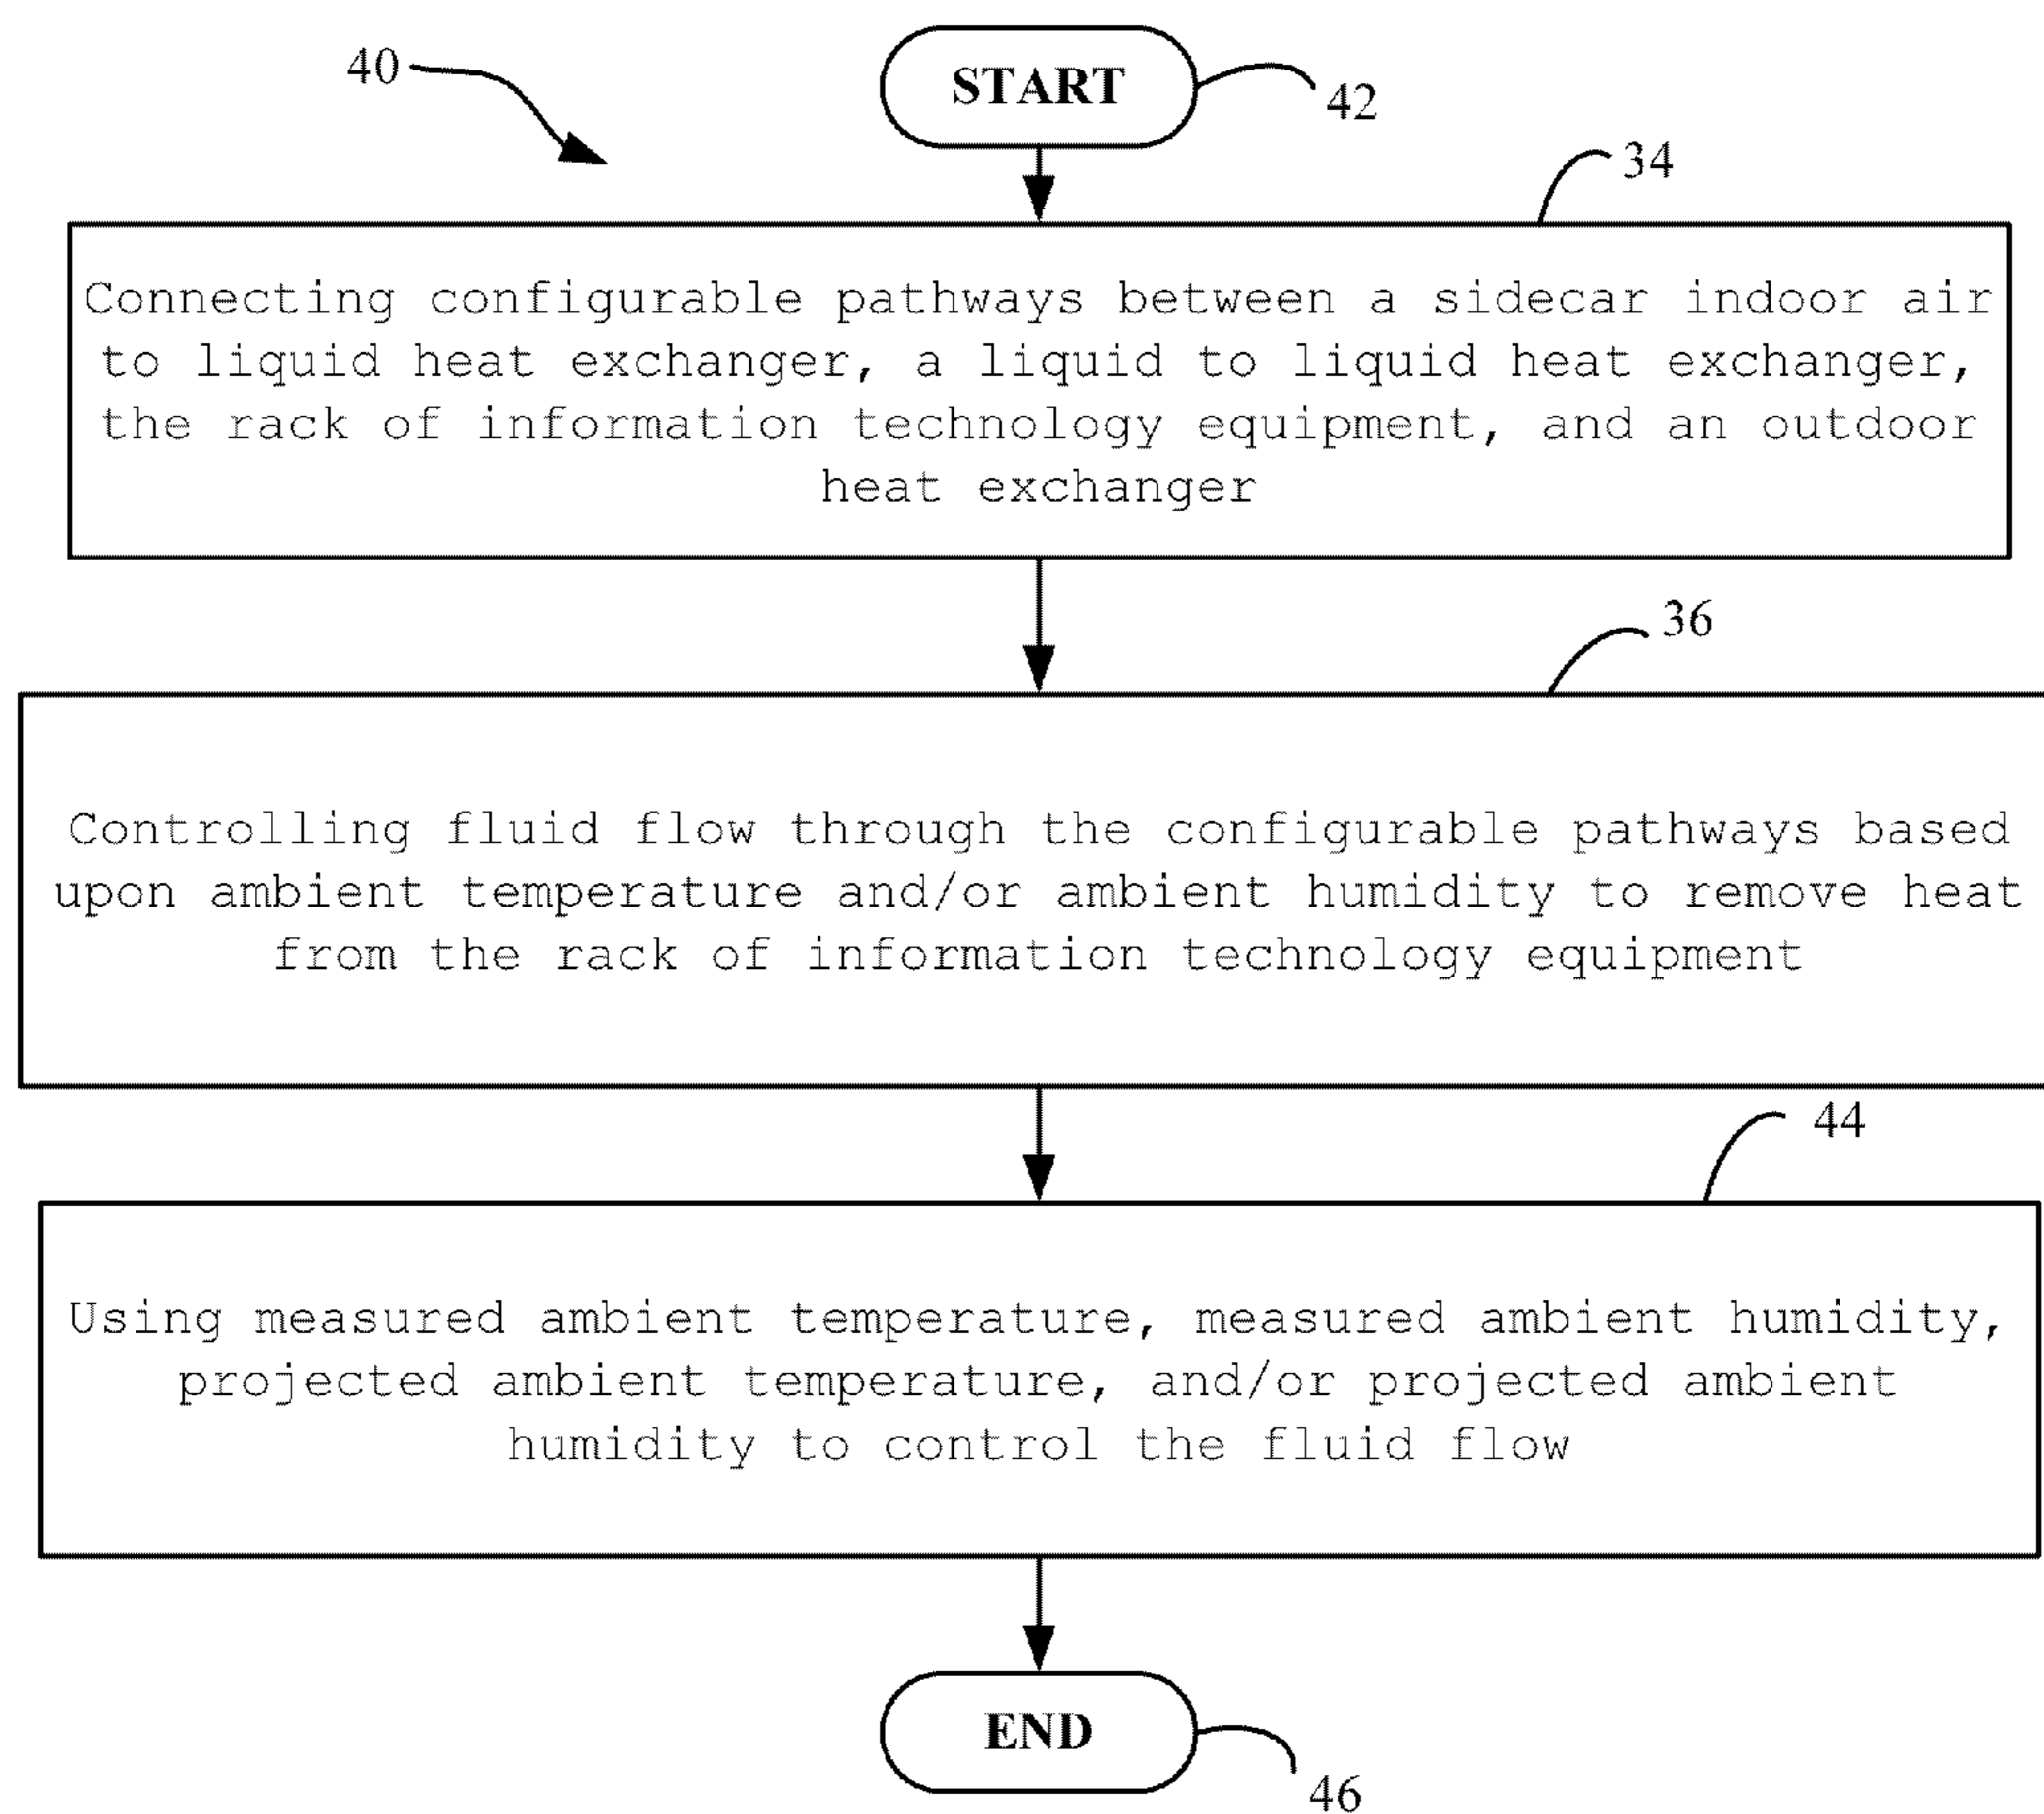 40
START
42
34
Connecting configurable pathways between a sidecar indoor air
to liquid heat exchanger, a liquid to liquid heat exchanger,
the rack of information technology equipment, and an outdoor
heat exchanger
36
Controlling fluid flow through the configurable pathways based
upon ambient temperature and/or ambient humidity to remove heat
from the rack of information technology equipment
44
Using measured ambient temperature, measured ambient humidity,
projected ambient temperature, and/or projected ambient
humidity to control the fluid flow
END
46